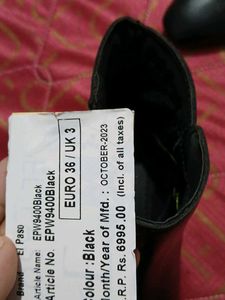 Brand El Paso
Article Name: EPW9400Black
Article No. EPW9400Black
EURO 36 / UK 3
Colour :Black
Month/Year of Mfd. : OCTOBER-2023
M.R.P. Rs. 6995.00
(Incl. of all taxes)